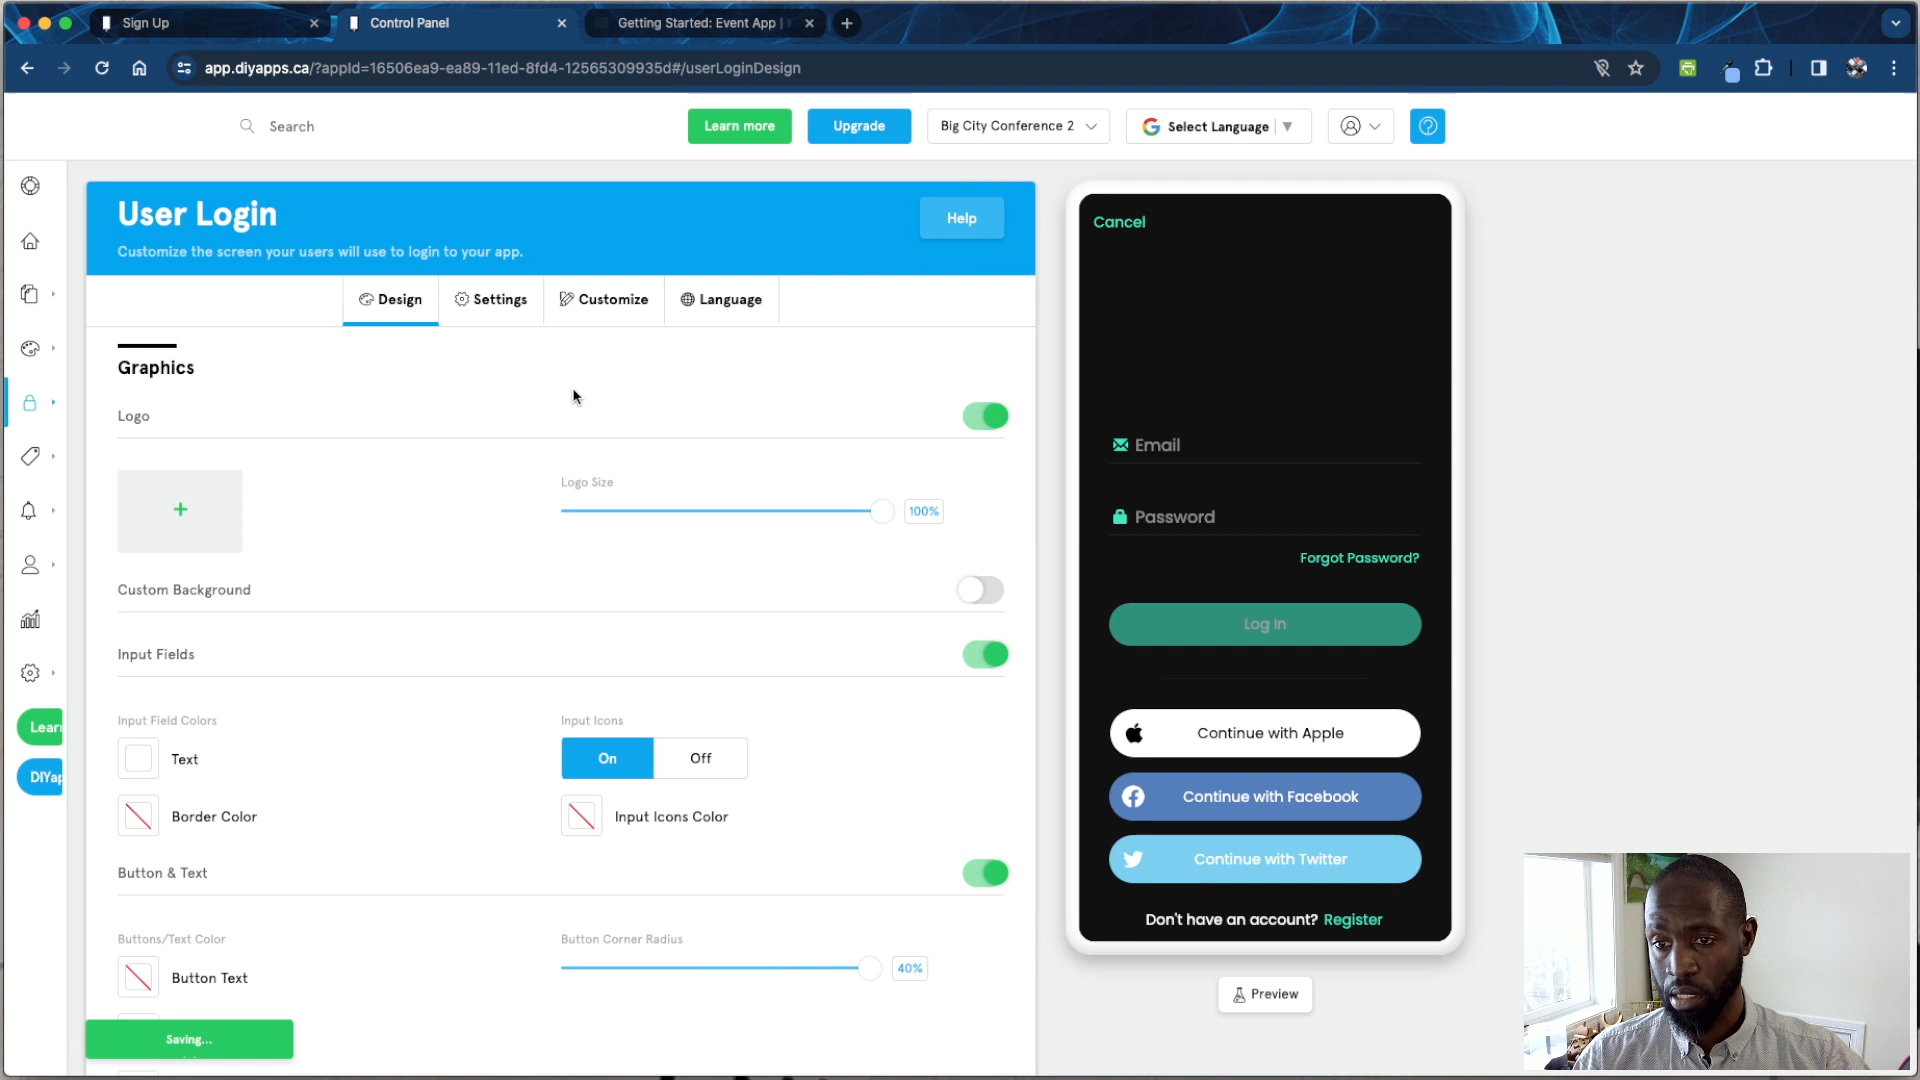 Sign Up
Control Panel
Getting Started: Event App |
app.diyapps.ca/?appId=16506ea9-ea89-11ed-8fd4-12565309935d#/userLoginDesign
Search
Learn more
Upgrade
Big City Conference 2
Select Language
User Login
Customize the screen your users will use to login to your app.
Help
Design
Settings
Customize
Language
Graphics
Logo
Logo Size
100%
Custom Background
Input Fields
Input Field Colors
Text
Border Color
Input Icons
On
Off
Input Icons Color
Button & Text
Buttons/Text Color
Button Text
Button Corner Radius
40%
Saving...
Lear
DIYap
Cancel
Email
Password
Forgot Password?
Log In
Continue with Apple
Continue with Facebook
Continue with Twitter
Don't have an account? Register
Preview